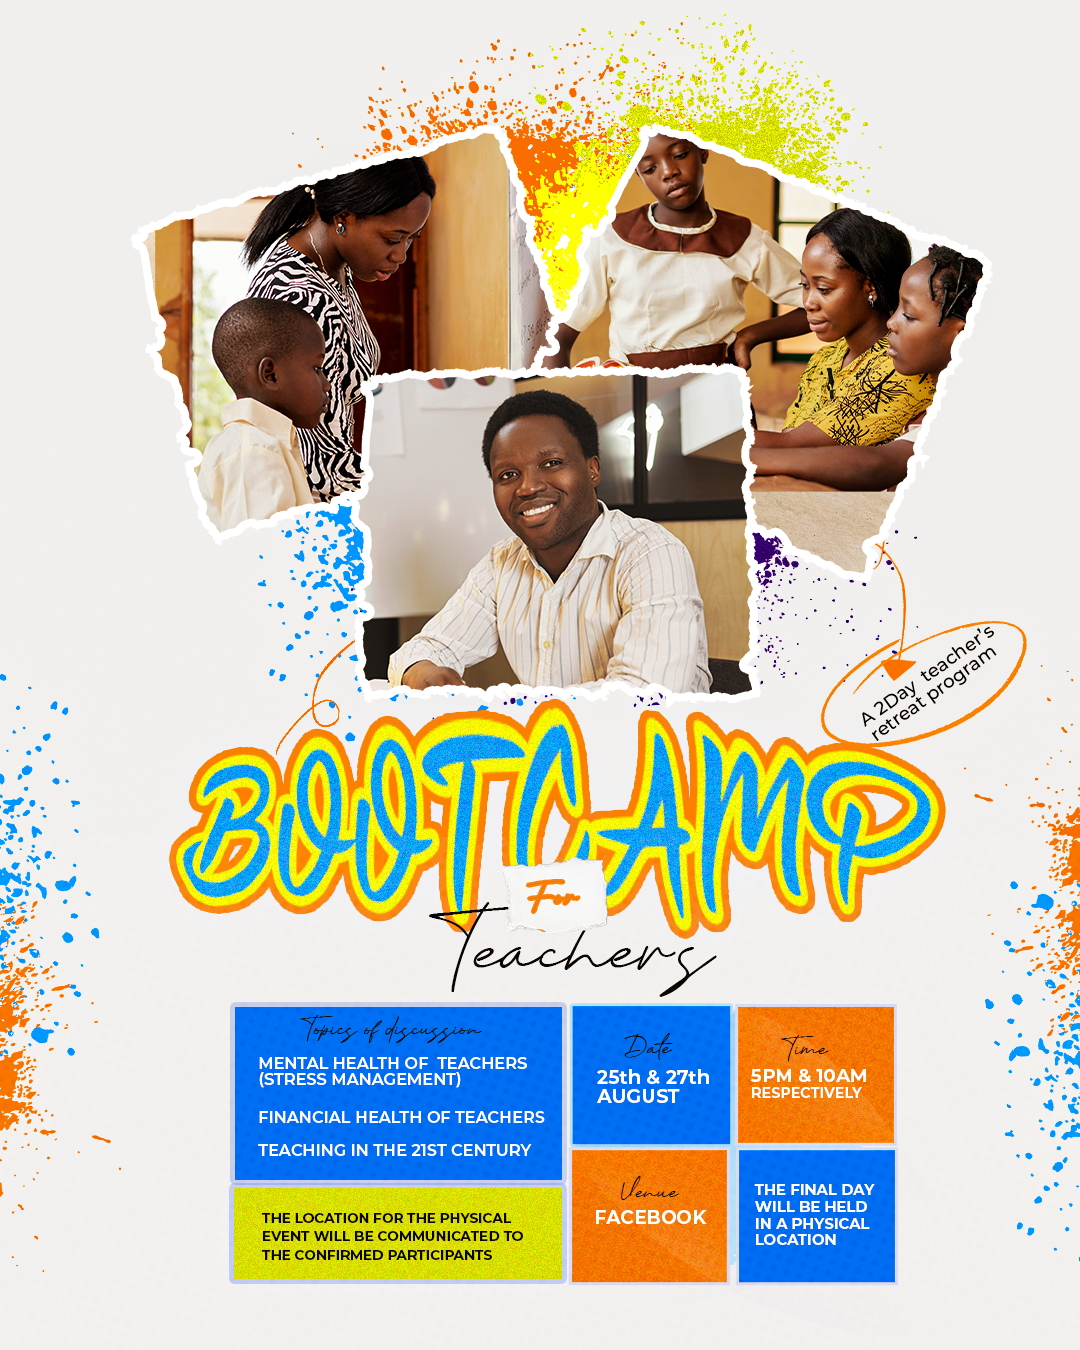 A 2Day teacher's
retreat program
BOOTCAMP
For
Teachers
Topics of discussion
MENTAL HEALTH OF TEACHERS
(STRESS MANAGEMENT)
FINANCIAL HEALTH OF TEACHERS
TEACHING IN THE 21ST CENTURY
THE LOCATION FOR THE PHYSICAL
EVENT WILL BE COMMUNICATED TO
THE CONFIRMED PARTICIPANTS
Date
25th & 27th
AUGUST
Time
5PM & 10AM
RESPECTIVELY
Venue
FACEBOOK
THE FINAL DAY
WILL BE HELD
IN A PHYSICAL
LOCATION